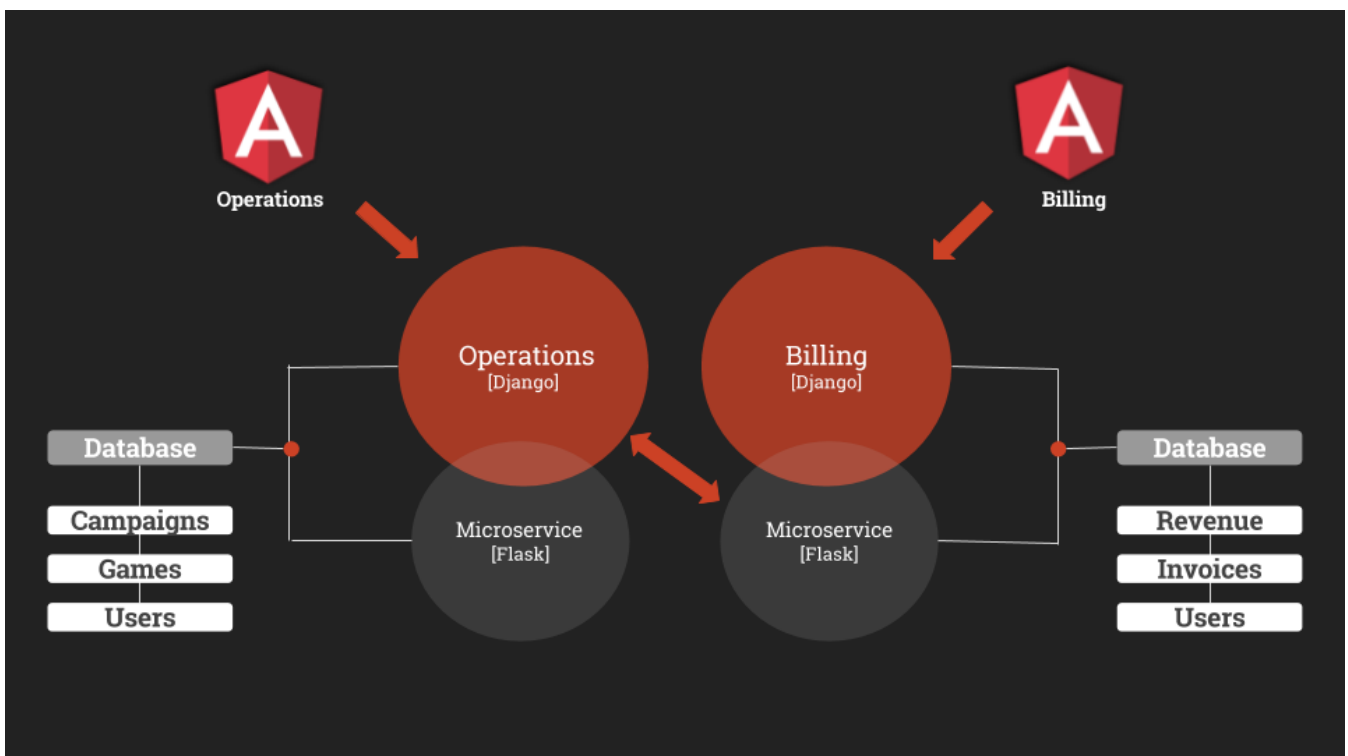 Operations
Billing
Operations
[Django]
Billing
[Django]
Database
Campaigns
Games
Users
Microservice
[Flask]
Microservice
[Flask]
Database
Revenue
Invoices
Users